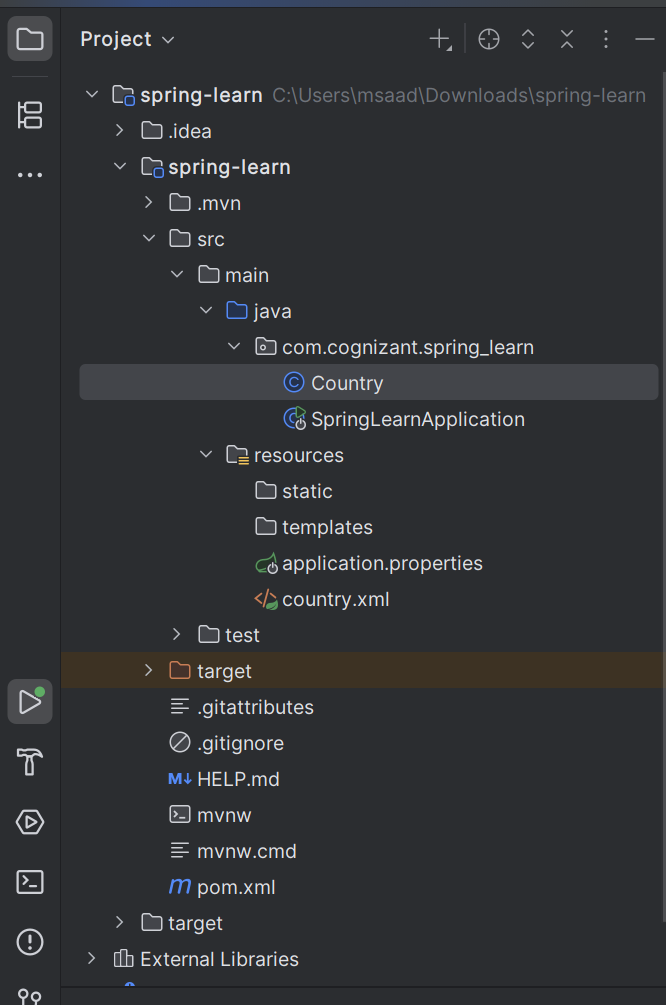 Project
spring-learn C:\Users\msaad\Downloads\spring-learn
.idea
spring-learn
.mvn
src
main
java
com.cognizant.spring_learn
Country
SpringLearnApplication
resources
static
templates
application.properties
country.xml
test
target
.gitattributes
.gitignore
HELP.md
mvnw
mvnw.cmd
pom.xml
target
External Libraries